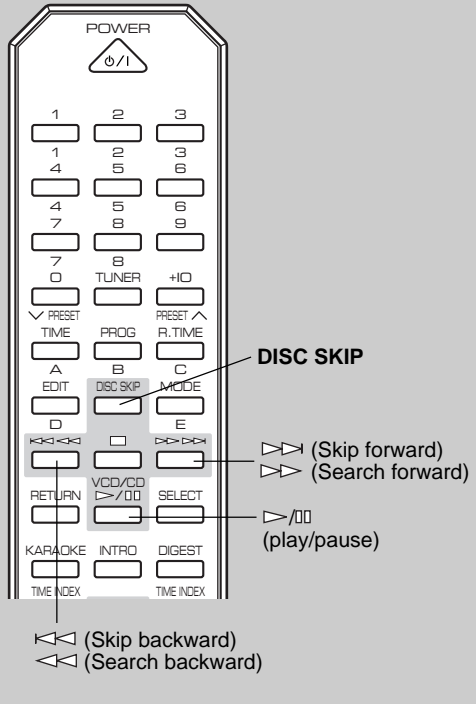 POWER
⏻/I
1 2 3
1 2 3
4 5 6
4 5 6
7 8 9
7 8
0 TUNER +10
∨ PRESET PRESET ∧
TIME PROG R.TIME
A B C
EDIT DISC SKIP MODE
DISC SKIP
D E
|◁◁ ◁◁ □ ▷▷ ▷▷|
▷▷| (Skip forward)
▷▷ (Search forward)
VCD/CD
RETURN ▷/▯▯ SELECT
▷/▯▯
(play/pause)
KARAOKE INTRO DIGEST
TIME INDEX TIME INDEX
|◁◁ (Skip backward)
◁◁ (Search backward)